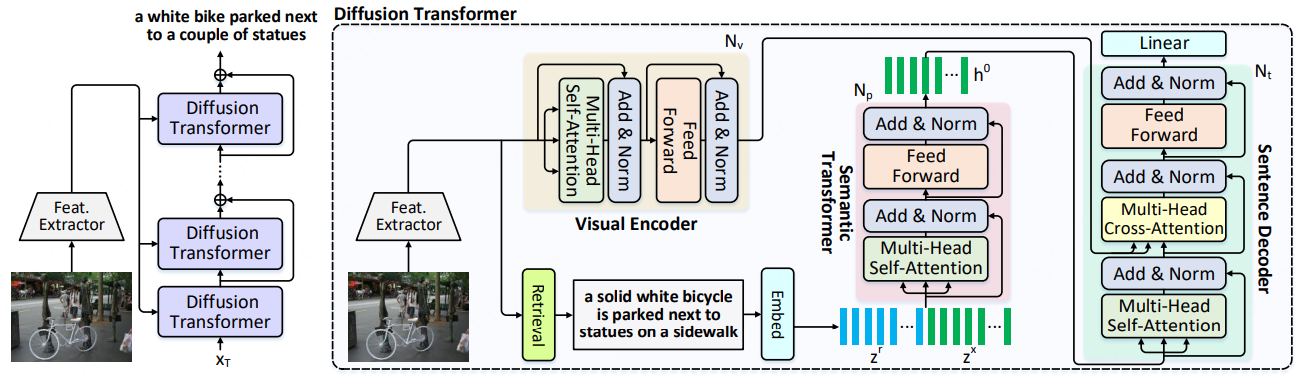 a white bike parked next
to a couple of statues
Diffusion
Transformer
Diffusion
Transformer
Diffusion
Transformer
Feat.
Extractor
x_T
Diffusion Transformer
Feat.
Extractor
N_v
Multi-Head
Self-Attention
Add & Norm
Feed
Forward
Add & Norm
Visual Encoder
Retrieval
a solid white bicycle
is parked next to
statues on a sidewalk
Embed
h^0
N_p
Add & Norm
Feed
Forward
Add & Norm
Multi-Head
Self-Attention
Semantic
Transformer
z^r
z^x
Linear
N_t
Add & Norm
Feed
Forward
Add & Norm
Multi-Head
Cross-Attention
Add & Norm
Multi-Head
Self-Attention
Sentence Decoder